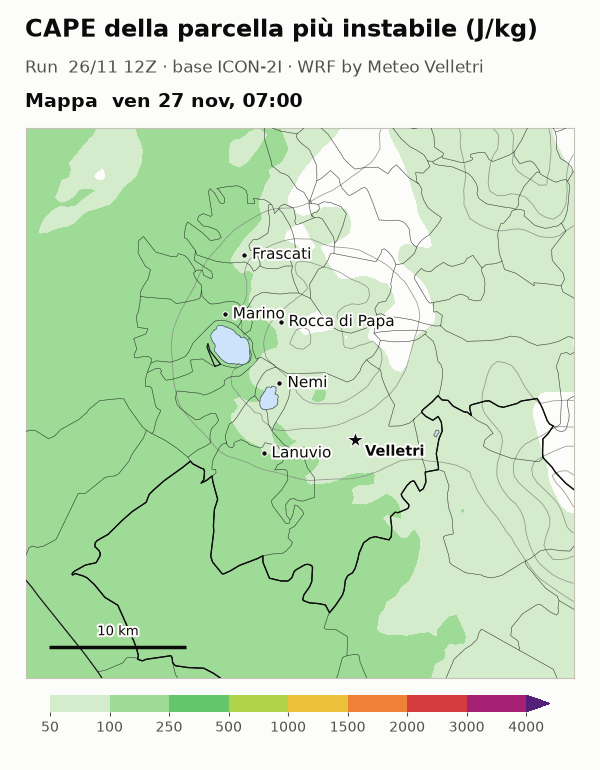 CAPE della parcella più instabile (J/kg)
Run  26/11 12Z · base ICON-2I · WRF by Meteo Velletri
Mappa  ven 27 nov, 07:00
Frascati
Marino
Rocca di Papa
Nemi
Velletri
Lanuvio
10 km
50 100 250 500 1000 1500 2000 3000 4000